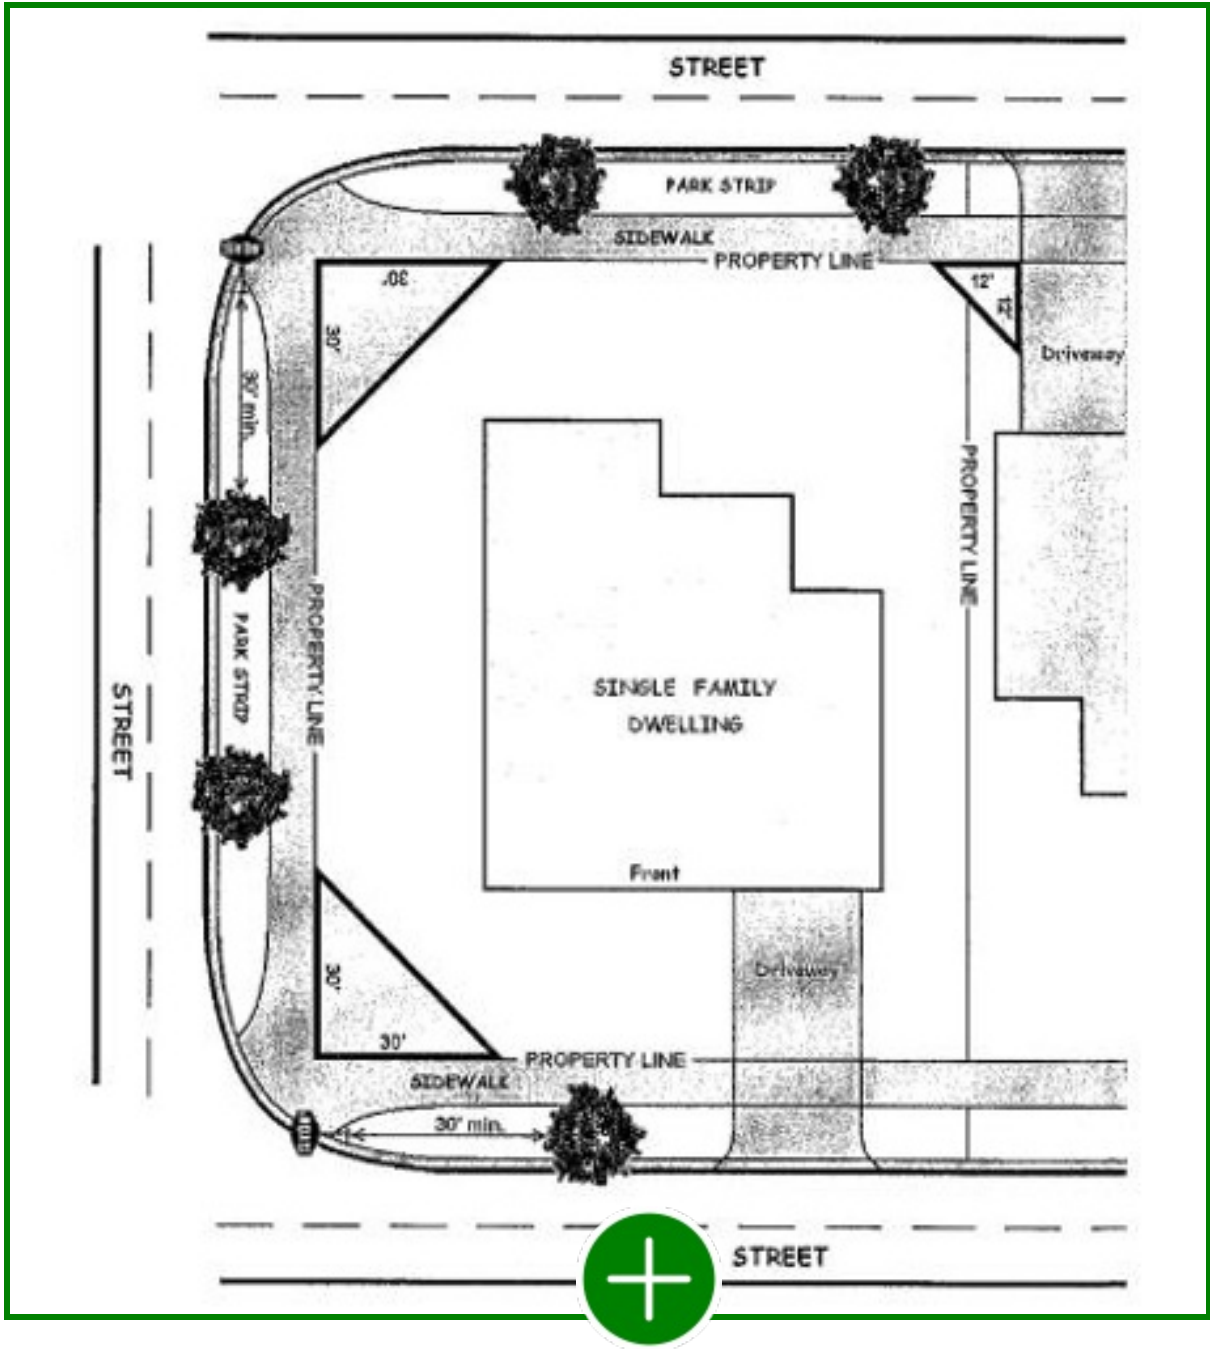 STREET
PARK STRIP
SIDEWALK
PROPERTY LINE
30'
30'
12'
12'
Driveway
30' min.
PROPERTY LINE
PROPERTY LINE
PARK STRIP
STREET
SINGLE FAMILY
DWELLING
Front
Driveway
30'
30'
PROPERTY LINE
SIDEWALK
30' min.
STREET